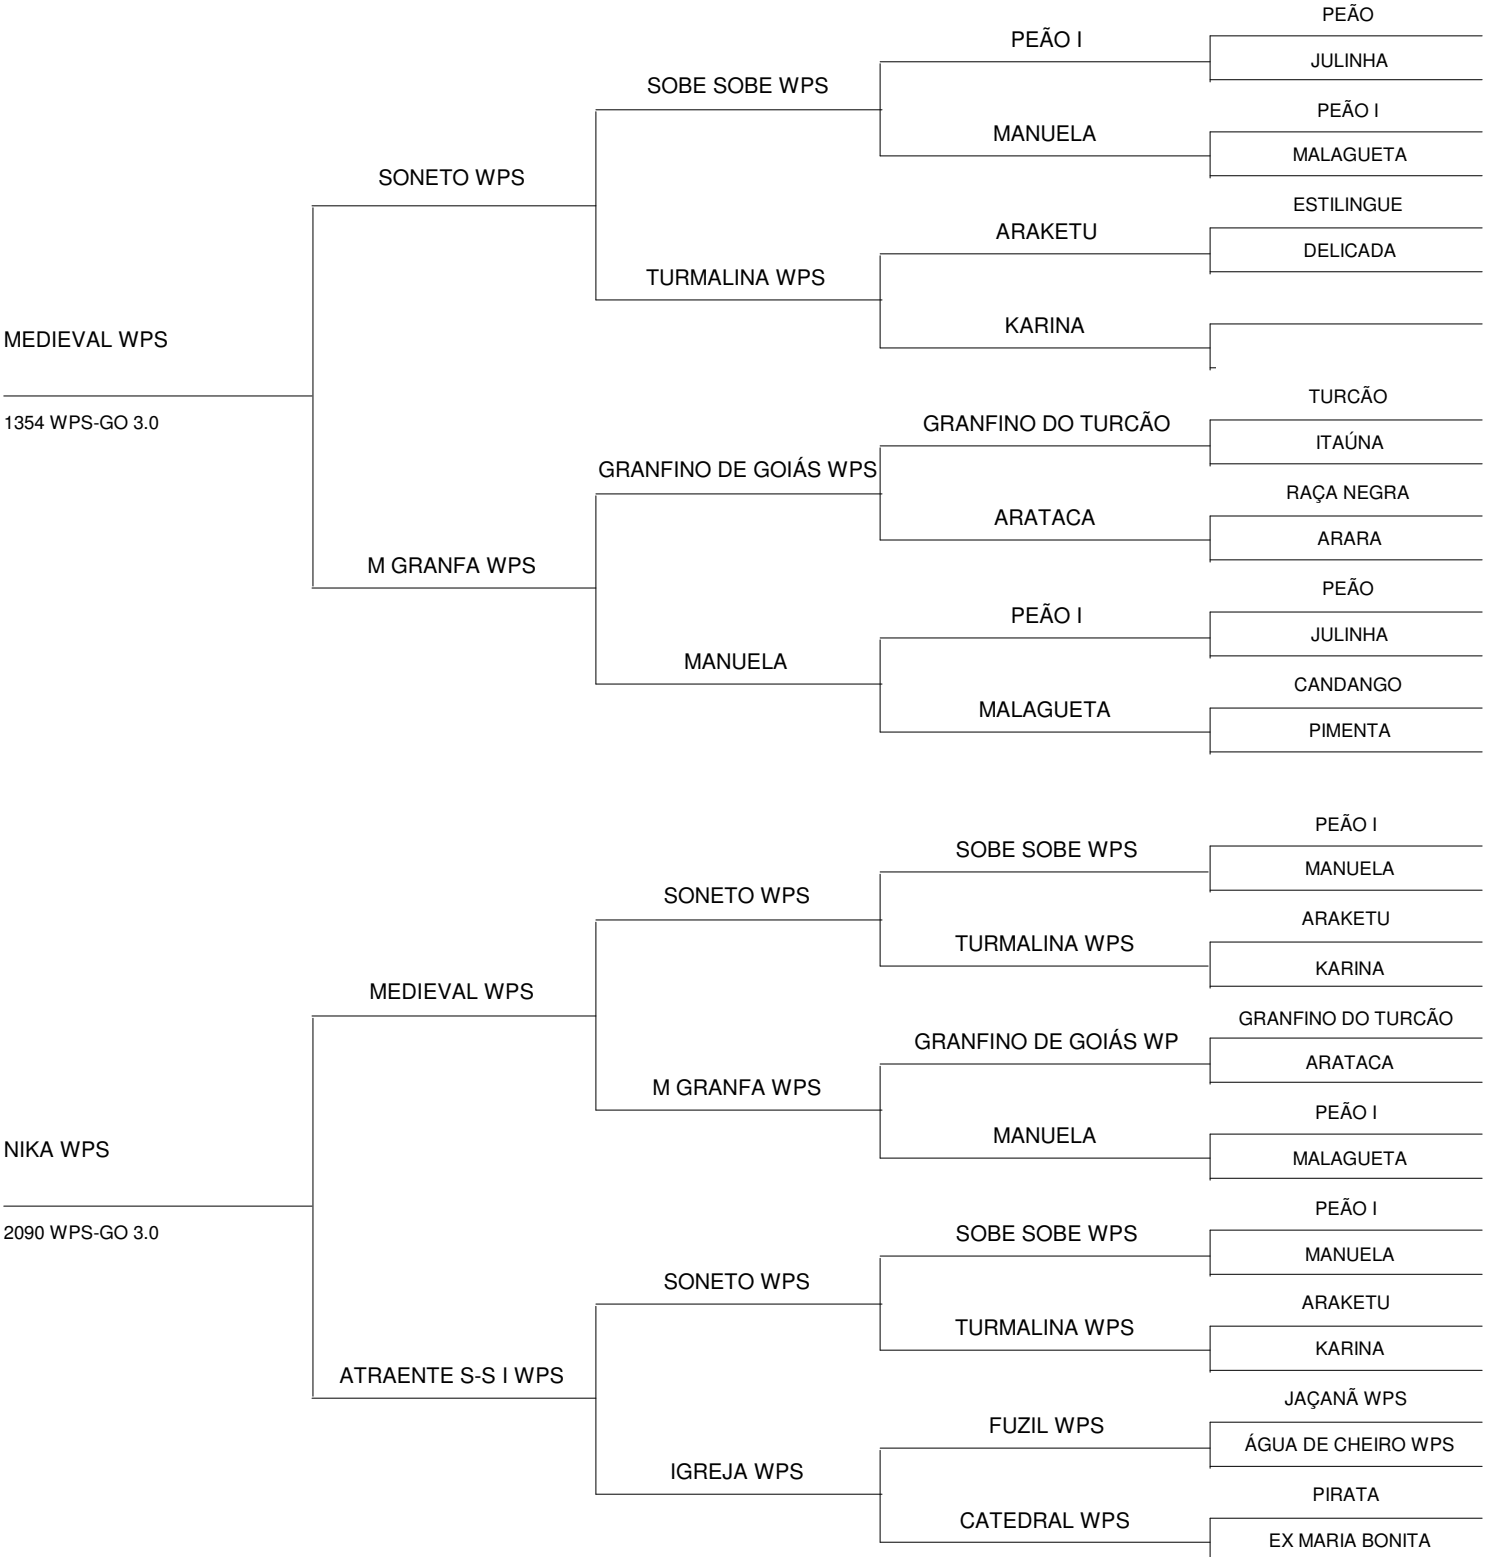 PEÃO
PEÃO I
JULINHA
SOBE SOBE WPS
PEÃO I
MANUELA
MALAGUETA
SONETO WPS
ESTILINGUE
ARAKETU
DELICADA
TURMALINA WPS
KARINA
MEDIEVAL WPS
1354 WPS-GO 3.0
TURCÃO
GRANFINO DO TURCÃO
ITAÚNA
GRANFINO DE GOIÁS WPS
RAÇA NEGRA
ARATACA
ARARA
M GRANFA WPS
PEÃO
PEÃO I
JULINHA
MANUELA
CANDANGO
MALAGUETA
PIMENTA
PEÃO I
SOBE SOBE WPS
MANUELA
SONETO WPS
ARAKETU
TURMALINA WPS
KARINA
MEDIEVAL WPS
GRANFINO DO TURCÃO
GRANFINO DE GOIÁS WP
ARATACA
M GRANFA WPS
PEÃO I
MANUELA
MALAGUETA
NIKA WPS
2090 WPS-GO 3.0
PEÃO I
SOBE SOBE WPS
MANUELA
SONETO WPS
ARAKETU
TURMALINA WPS
KARINA
ATRAENTE S-S I WPS
JAÇANÃ WPS
FUZIL WPS
ÁGUA DE CHEIRO WPS
IGREJA WPS
PIRATA
CATEDRAL WPS
EX MARIA BONITA